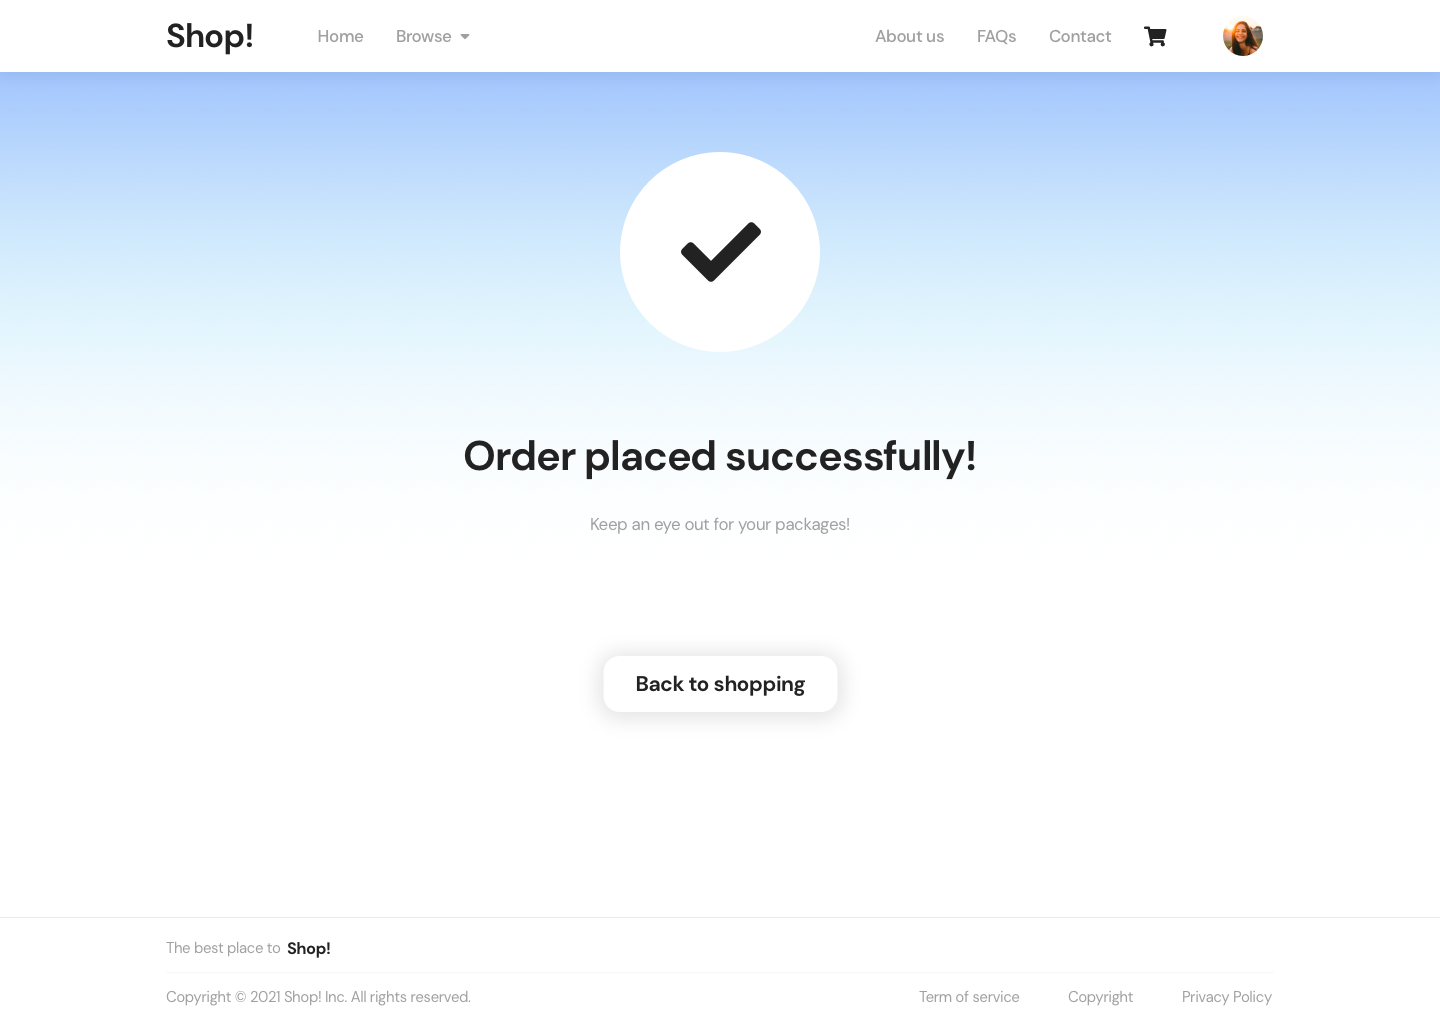 Shop! Home Browse About us FAQs Contact
Order placed successfully!
Keep an eye out for your packages!
Back to shopping
The best place to Shop!
Copyright © 2021 Shop! Inc. All rights reserved. Term of service Copyright Privacy Policy